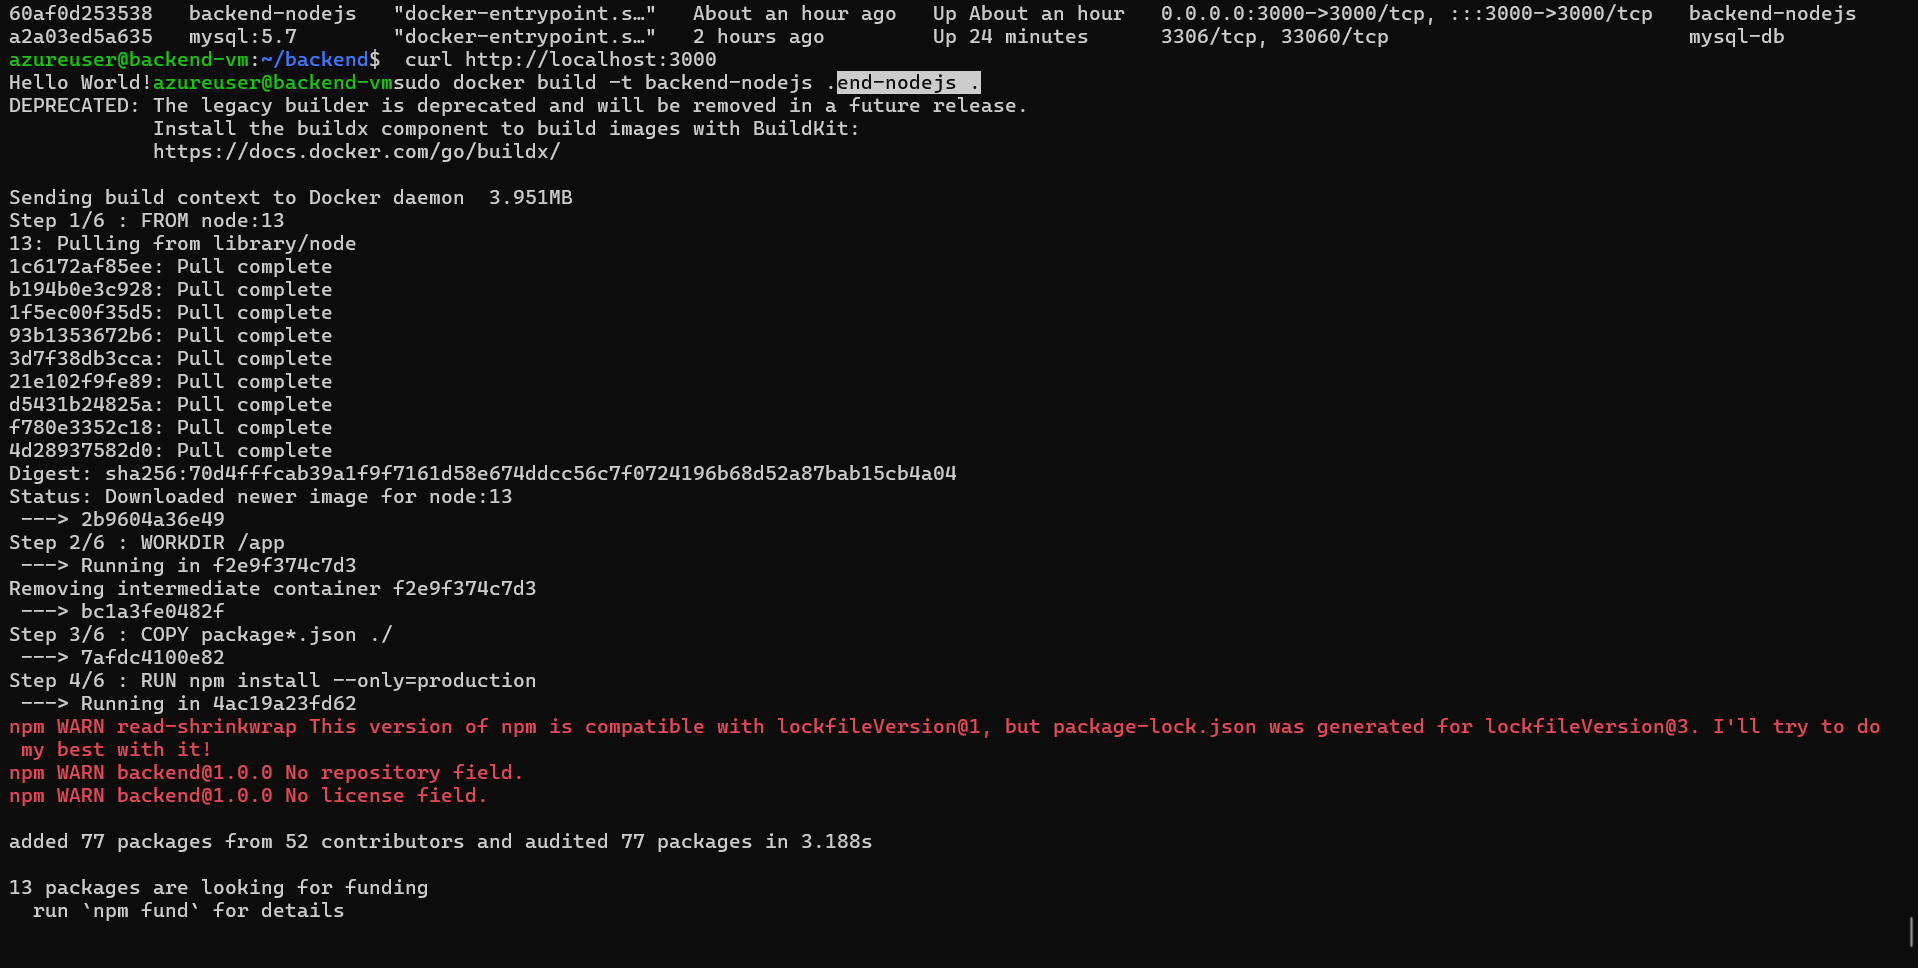 60af0d253538   backend-nodejs   "docker-entrypoint.s…"   About an hour ago   Up About an hour   0.0.0.0:3000->3000/tcp, :::3000->3000/tcp   backend-nodejs
a2a03ed5a635   mysql:5.7        "docker-entrypoint.s…"   2 hours ago         Up 24 minutes      3306/tcp, 33060/tcp                         mysql-db
azureuser@backend-vm:~/backend$  curl http://localhost:3000
Hello World!azureuser@backend-vmsudo docker build -t backend-nodejs .end-nodejs .
DEPRECATED: The legacy builder is deprecated and will be removed in a future release.
            Install the buildx component to build images with BuildKit:
            https://docs.docker.com/go/buildx/

Sending build context to Docker daemon  3.951MB
Step 1/6 : FROM node:13
13: Pulling from library/node
1c6172af85ee: Pull complete
b194b0e3c928: Pull complete
1f5ec00f35d5: Pull complete
93b1353672b6: Pull complete
3d7f38db3cca: Pull complete
21e102f9fe89: Pull complete
d5431b24825a: Pull complete
f780e3352c18: Pull complete
4d28937582d0: Pull complete
Digest: sha256:70d4fffcab39a1f9f7161d58e674ddcc56c7f0724196b68d52a87bab15cb4a04
Status: Downloaded newer image for node:13
 ---> 2b9604a36e49
Step 2/6 : WORKDIR /app
 ---> Running in f2e9f374c7d3
Removing intermediate container f2e9f374c7d3
 ---> bc1a3fe0482f
Step 3/6 : COPY package*.json ./
 ---> 7afdc4100e82
Step 4/6 : RUN npm install --only=production
 ---> Running in 4ac19a23fd62
npm WARN read-shrinkwrap This version of npm is compatible with lockfileVersion@1, but package-lock.json was generated for lockfileVersion@3. I'll try to do
 my best with it!
npm WARN backend@1.0.0 No repository field.
npm WARN backend@1.0.0 No license field.

added 77 packages from 52 contributors and audited 77 packages in 3.188s

13 packages are looking for funding
  run `npm fund` for details